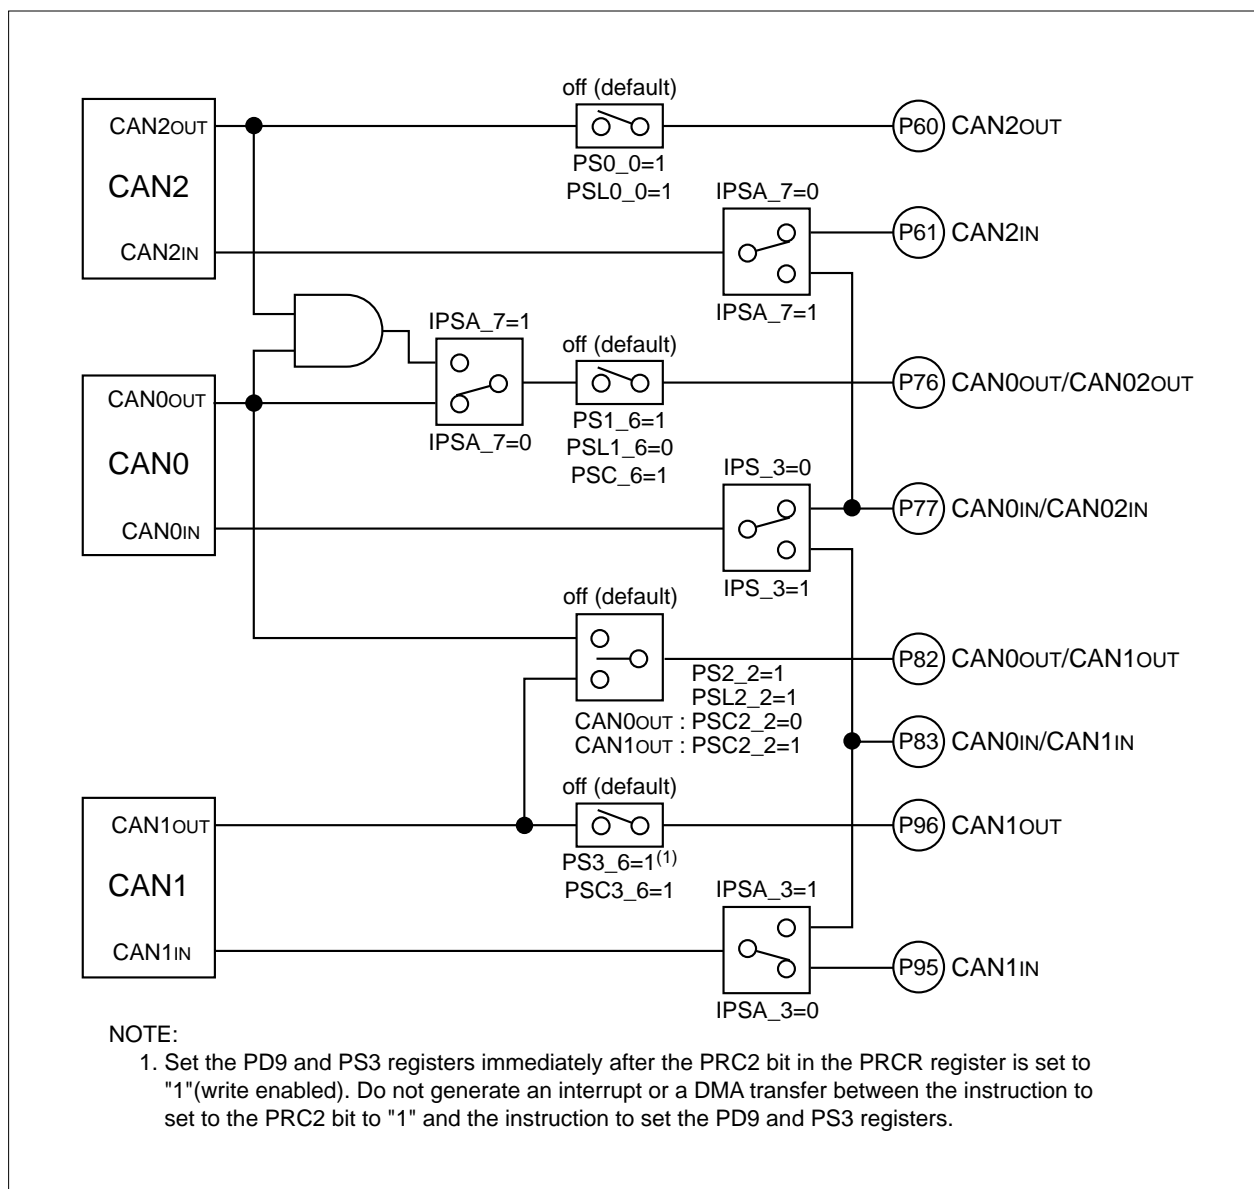 off (default)
CAN2OUT
P60 CAN2OUT
PS0_0=1
CAN2
PSL0_0=1
IPSA_7=0
P61 CAN2IN
CAN2IN
IPSA_7=1
IPSA_7=1
off (default)
P76 CAN0OUT/CAN02OUT
CAN0OUT
PS1_6=1
IPSA_7=0
PSL1_6=0
CAN0
PSC_6=1
IPS_3=0
P77 CAN0IN/CAN02IN
CAN0IN
IPS_3=1
off (default)
P82 CAN0OUT/CAN1OUT
PS2_2=1
PSL2_2=1
CAN0OUT : PSC2_2=0
CAN1OUT : PSC2_2=1
P83 CAN0IN/CAN1IN
off (default)
CAN1OUT
P96 CAN1OUT
PS3_6=1(1)
CAN1
PSC3_6=1
IPSA_3=1
CAN1IN
P95 CAN1IN
IPSA_3=0
NOTE:
1. Set the PD9 and PS3 registers immediately after the PRC2 bit in the PRCR register is set to
"1"(write enabled). Do not generate an interrupt or a DMA transfer between the instruction to
set to the PRC2 bit to "1" and the instruction to set the PD9 and PS3 registers.